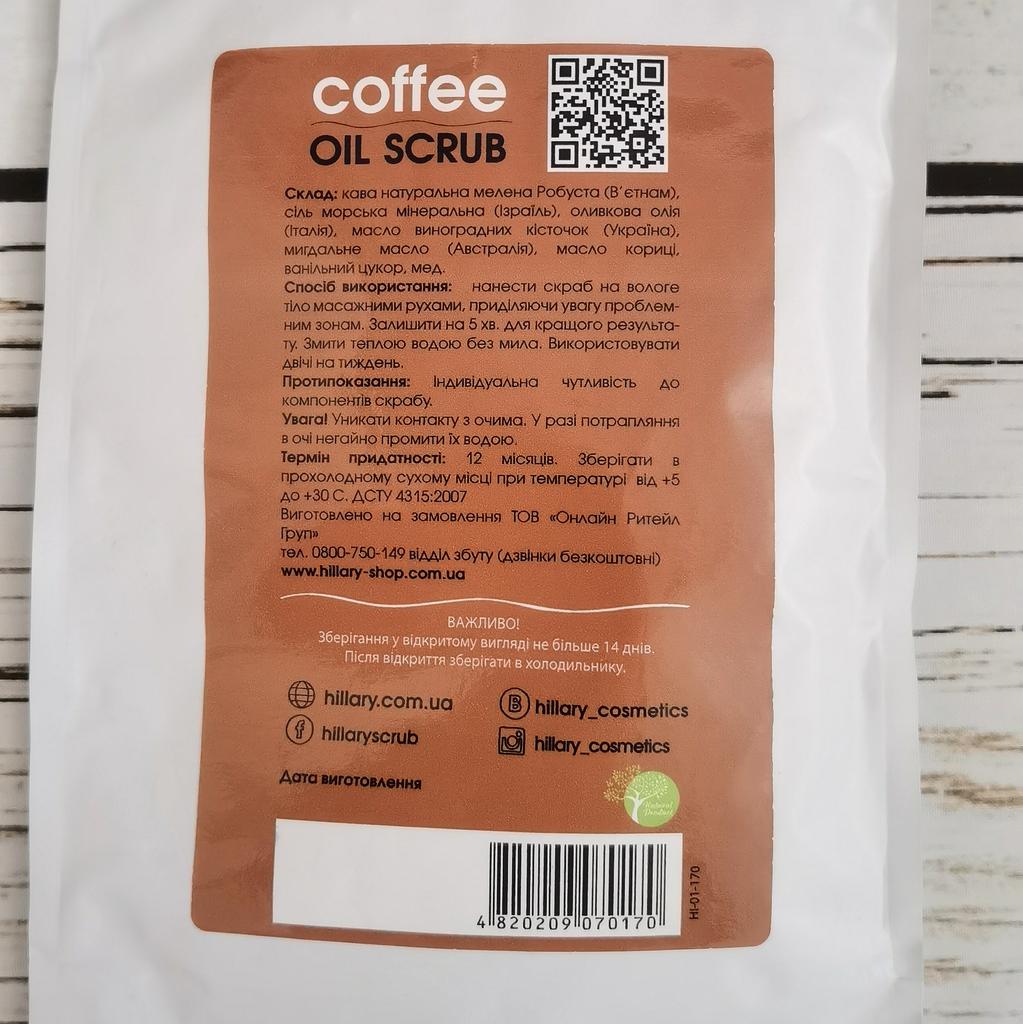 coffee
OIL SCRUB
Склад: кава натуральна мелена Робуста (В'єтнам),
сіль морська мінеральна (Ізраїль), оливкова олія
(Італія), масло виноградних кісточок (Україна),
мигдальне масло (Австралія), масло кориці,
ванільний цукор, мед.
Спосіб використання: нанести скраб на вологе
тіло масажними рухами, приділяючи увагу проблем-
ним зонам. Залишити на 5 хв. для кращого результа-
ту. Змити теплою водою без мила. Використовувати
двічі на тиждень.
Протипоказання: Індивідуальна чутливість до
компонентів скрабу.
Увага! Уникати контакту з очима. У разі потрапляння
в очі негайно промити їх водою.
Термін придатності: 12 місяців. Зберігати в
прохолодному сухому місці при температурі від +5
до +30 С. ДСТУ 4315:2007
Виготовлено на замовлення ТОВ «Онлайн Ритейл
Груп»
тел. 0800-750-149 відділ збуту (дзвінки безкоштовні)
www.hillary-shop.com.ua
ВАЖЛИВО!
Зберігання у відкритому вигляді не більше 14 днів.
Після відкриття зберігати в холодильнику.
hillary.com.ua
hillary_cosmetics
hillaryscrub
hillary_cosmetics
Дата виготовлення
Natural
Product
4 820209 070170
HI-01-170